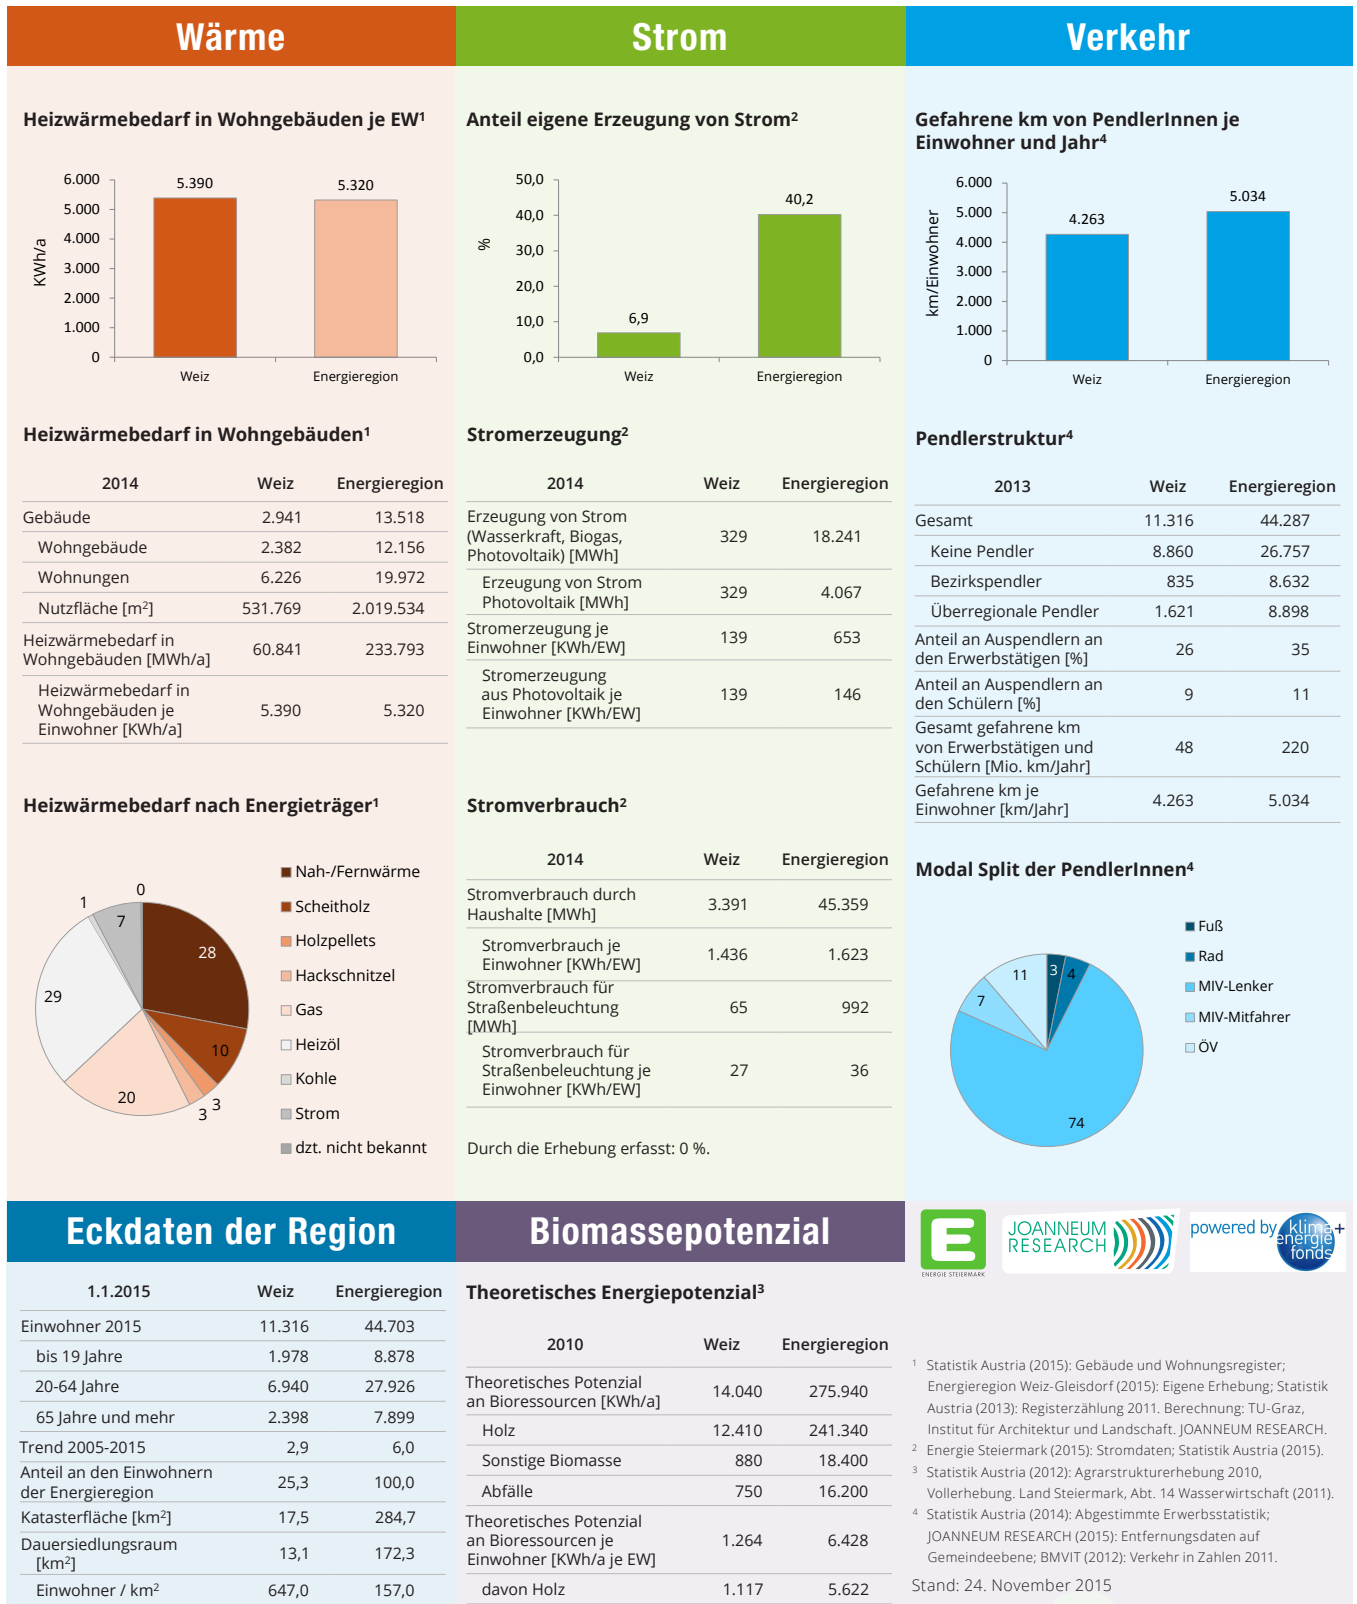 Wärme
Heizwärmebedarf in Wohngebäuden je EW¹
KWh/a
6.000
5.000
4.000
3.000
2.000
1.000
0
5.390
5.320
Weiz
Energieregion
Heizwärmebedarf in Wohngebäuden¹
2014 Weiz Energieregion
Gebäude 2.941 13.518
Wohngebäude 2.382 12.156
Wohnungen 6.226 19.972
Nutzfläche [m²] 531.769 2.019.534
Heizwärmebedarf in
Wohngebäuden [MWh/a] 60.841 233.793
Heizwärmebedarf in
Wohngebäuden je 5.390 5.320
Einwohner [KWh/a]
Heizwärmebedarf nach Energieträger¹
0
1
7
28
29
10
20
3
3
Nah-/Fernwärme
Scheitholz
Holzpellets
Hackschnitzel
Gas
Heizöl
Kohle
Strom
dzt. nicht bekannt
Strom
Anteil eigene Erzeugung von Strom²
%
50,0
40,0
30,0
20,0
10,0
0,0
6,9
40,2
Weiz
Energieregion
Stromerzeugung²
2014 Weiz Energieregion
Erzeugung von Strom
(Wasserkraft, Biogas, 329 18.241
Photovoltaik) [MWh]
Erzeugung von Strom 329 4.067
Photovoltaik [MWh]
Stromerzeugung je 139 653
Einwohner [KWh/EW]
Stromerzeugung
aus Photovoltaik je 139 146
Einwohner [KWh/EW]
Stromverbrauch²
2014 Weiz Energieregion
Stromverbrauch durch 3.391 45.359
Haushalte [MWh]
Stromverbrauch je 1.436 1.623
Einwohner [KWh/EW]
Stromverbrauch für
Straßenbeleuchtung 65 992
[MWh]
Stromverbrauch für
Straßenbeleuchtung je 27 36
Einwohner [KWh/EW]
Durch die Erhebung erfasst: 0 %.
Verkehr
Gefahrene km von PendlerInnen je
Einwohner und Jahr⁴
km/Einwohner
6.000
5.000
4.000
3.000
2.000
1.000
0
4.263
5.034
Weiz
Energieregion
Pendlerstruktur⁴
2013 Weiz Energieregion
Gesamt 11.316 44.287
Keine Pendler 8.860 26.757
Bezirkspendler 835 8.632
Überregionale Pendler 1.621 8.898
Anteil an Auspendlern an 26 35
den Erwerbstätigen [%]
Anteil an Auspendlern an 9 11
den Schülern [%]
Gesamt gefahrene km
von Erwerbstätigen und 48 220
Schülern [Mio. km/Jahr]
Gefahrene km je 4.263 5.034
Einwohner [km/Jahr]
Modal Split der PendlerInnen⁴
3
4
11
7
74
Fuß
Rad
MIV-Lenker
MIV-Mitfahrer
ÖV
Eckdaten der Region
1.1.2015 Weiz Energieregion
Einwohner 2015 11.316 44.703
bis 19 Jahre 1.978 8.878
20-64 Jahre 6.940 27.926
65 Jahre und mehr 2.398 7.899
Trend 2005-2015 2,9 6,0
Anteil an den Einwohnern 25,3 100,0
der Energieregion
Katasterfläche [km²] 17,5 284,7
Dauersiedlungsraum 13,1 172,3
[km²]
Einwohner / km² 647,0 157,0
Biomassepotenzial
Theoretisches Energiepotenzial³
2010 Weiz Energieregion
Theoretisches Potenzial 14.040 275.940
an Bioressourcen [KWh/a]
Holz 12.410 241.340
Sonstige Biomasse 880 18.400
Abfälle 750 16.200
Theoretisches Potenzial
an Bioressourcen je 1.264 6.428
Einwohner [KWh/a je EW]
davon Holz 1.117 5.622
E
ENERGIE STEIERMARK
JOANNEUM
RESEARCH
powered by klima+
energie
fonds
¹ Statistik Austria (2015): Gebäude und Wohnungsregister;
Energieregion Weiz-Gleisdorf (2015): Eigene Erhebung; Statistik
Austria (2013): Registerzählung 2011. Berechnung: TU-Graz,
Institut für Architektur und Landschaft. JOANNEUM RESEARCH.
² Energie Steiermark (2015): Stromdaten; Statistik Austria (2015).
³ Statistik Austria (2012): Agrarstrukturerhebung 2010,
Vollerhebung. Land Steiermark, Abt. 14 Wasserwirtschaft (2011).
⁴ Statistik Austria (2014): Abgestimmte Erwerbsstatistik;
JOANNEUM RESEARCH (2015): Entfernungsdaten auf
Gemeindeebene; BMVIT (2012): Verkehr in Zahlen 2011.
Stand: 24. November 2015